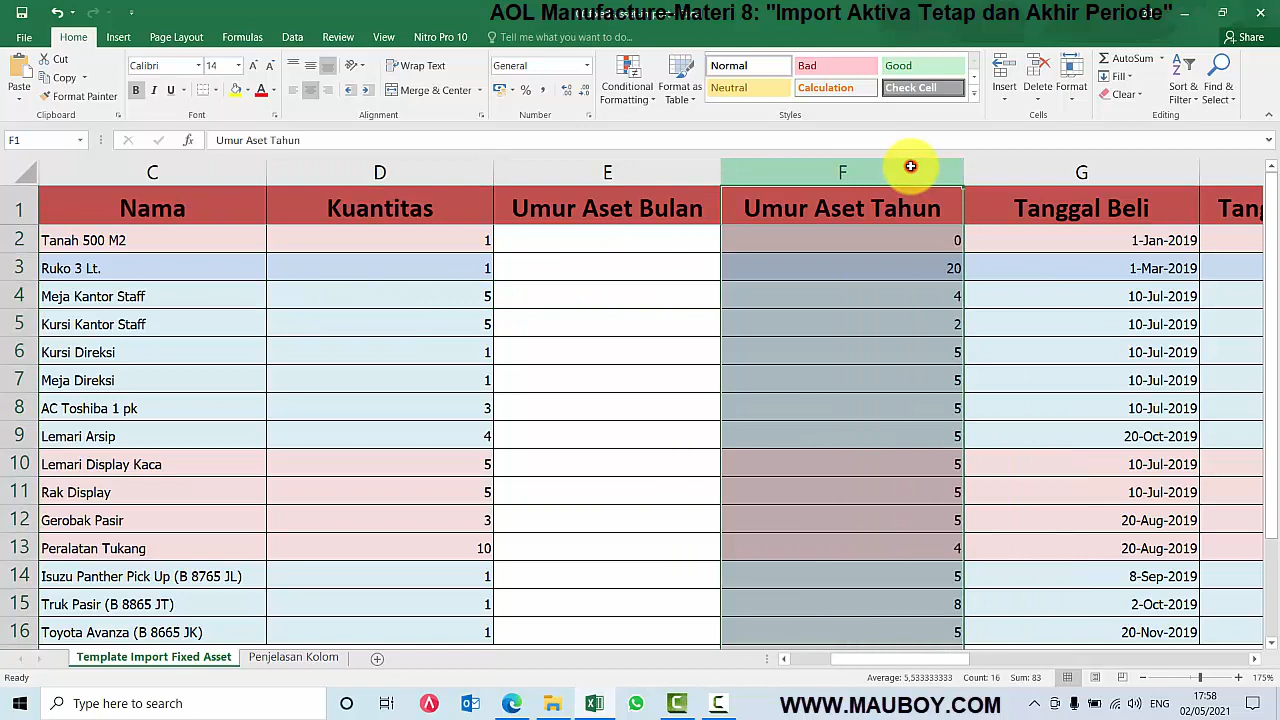 AOL Manufacture-Materi 8: "Import Aktiva Tetap dan Akhir Periode"
File Home Insert Page Layout Formulas Data Review View Nitro Pro 10 Tell me what you want to do... Share
Paste Cut Copy Format Painter Clipboard
Calibri 14 B I U A Font
Wrap Text Merge & Center Alignment
General % , Number
Conditional Formatting Format as Table Normal Bad Good Neutral Calculation Check Cell Styles
Insert Delete Format Cells
AutoSum Fill Clear Sort & Filter Find & Select Editing
F1 fx Umur Aset Tahun
C D E F G
1 Nama Kuantitas Umur Aset Bulan Umur Aset Tahun Tanggal Beli
2 Tanah 500 M2 1 0 1-Jan-2019
3 Ruko 3 Lt. 1 20 1-Mar-2019
4 Meja Kantor Staff 5 4 10-Jul-2019
5 Kursi Kantor Staff 5 2 10-Jul-2019
6 Kursi Direksi 1 5 10-Jul-2019
7 Meja Direksi 1 5 10-Jul-2019
8 AC Toshiba 1 pk 3 5 10-Jul-2019
9 Lemari Arsip 4 5 20-Oct-2019
10 Lemari Display Kaca 5 5 10-Jul-2019
11 Rak Display 5 5 10-Jul-2019
12 Gerobak Pasir 3 5 20-Aug-2019
13 Peralatan Tukang 10 4 20-Aug-2019
14 Isuzu Panther Pick Up (B 8765 JL) 1 5 8-Sep-2019
15 Truk Pasir (B 8865 JT) 1 8 2-Oct-2019
16 Toyota Avanza (B 8665 JK) 1 5 20-Nov-2019
Template Import Fixed Asset Penjelasan Kolom
Ready Average: 5,533333333 Count: 16 Sum: 83 175%
Type here to search WWW.MAUBOY.COM ENG 17:58
02/05/2021